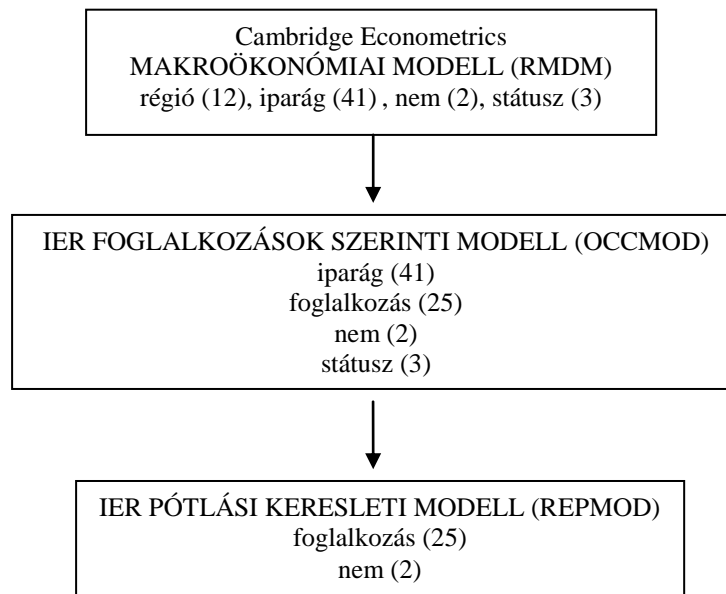 Cambridge Econometrics
MAKROÖKONÓMIAI MODELL (RMDM)
régió (12), iparág (41) , nem (2), státusz (3)
IER FOGLALKOZÁSOK SZERINTI MODELL (OCCMOD)
iparág (41)
foglalkozás (25)
nem (2)
státusz (3)
IER PÓTLÁSI KERESLETI MODELL (REPMOD)
foglalkozás (25)
nem (2)